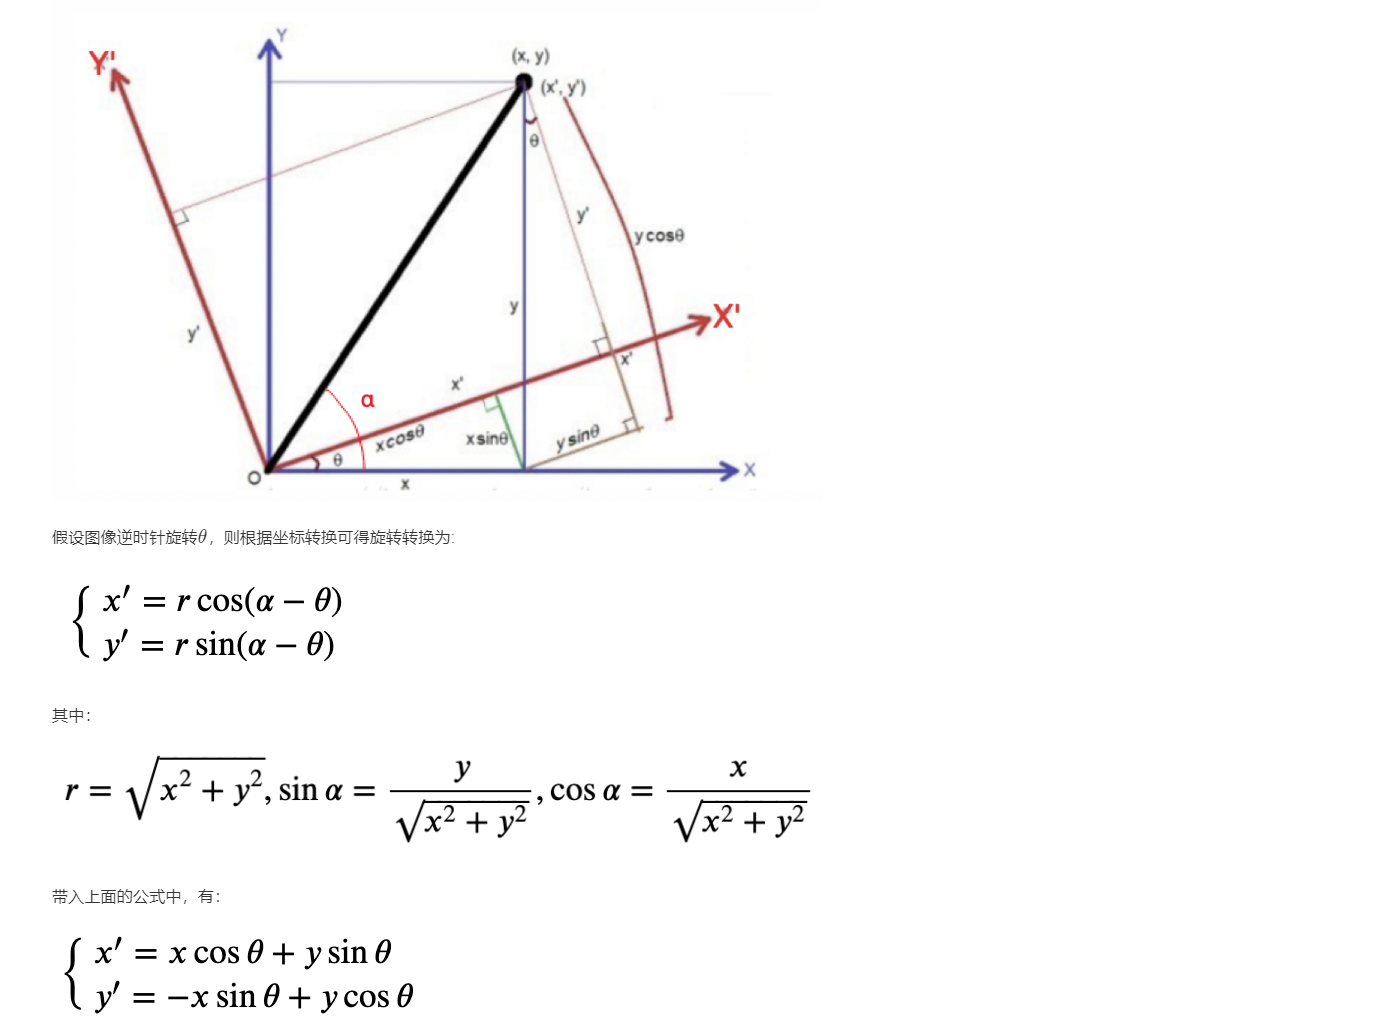 Y
Y'
(x, y)
(x', y')
θ
y'
y cosθ
y
X'
y'
x'
x'
α
x cosθ
x sinθ
y sinθ
θ
O
x
X
假设图像逆时针旋转θ，则根据坐标转换可得旋转转换为:
x′ = r cos(α − θ)
y′ = r sin(α − θ)
其中：
r = √(x² + y²), sin α = y / √(x² + y²), cos α = x / √(x² + y²)
带入上面的公式中，有：
x′ = x cos θ + y sin θ
y′ = −x sin θ + y cos θ